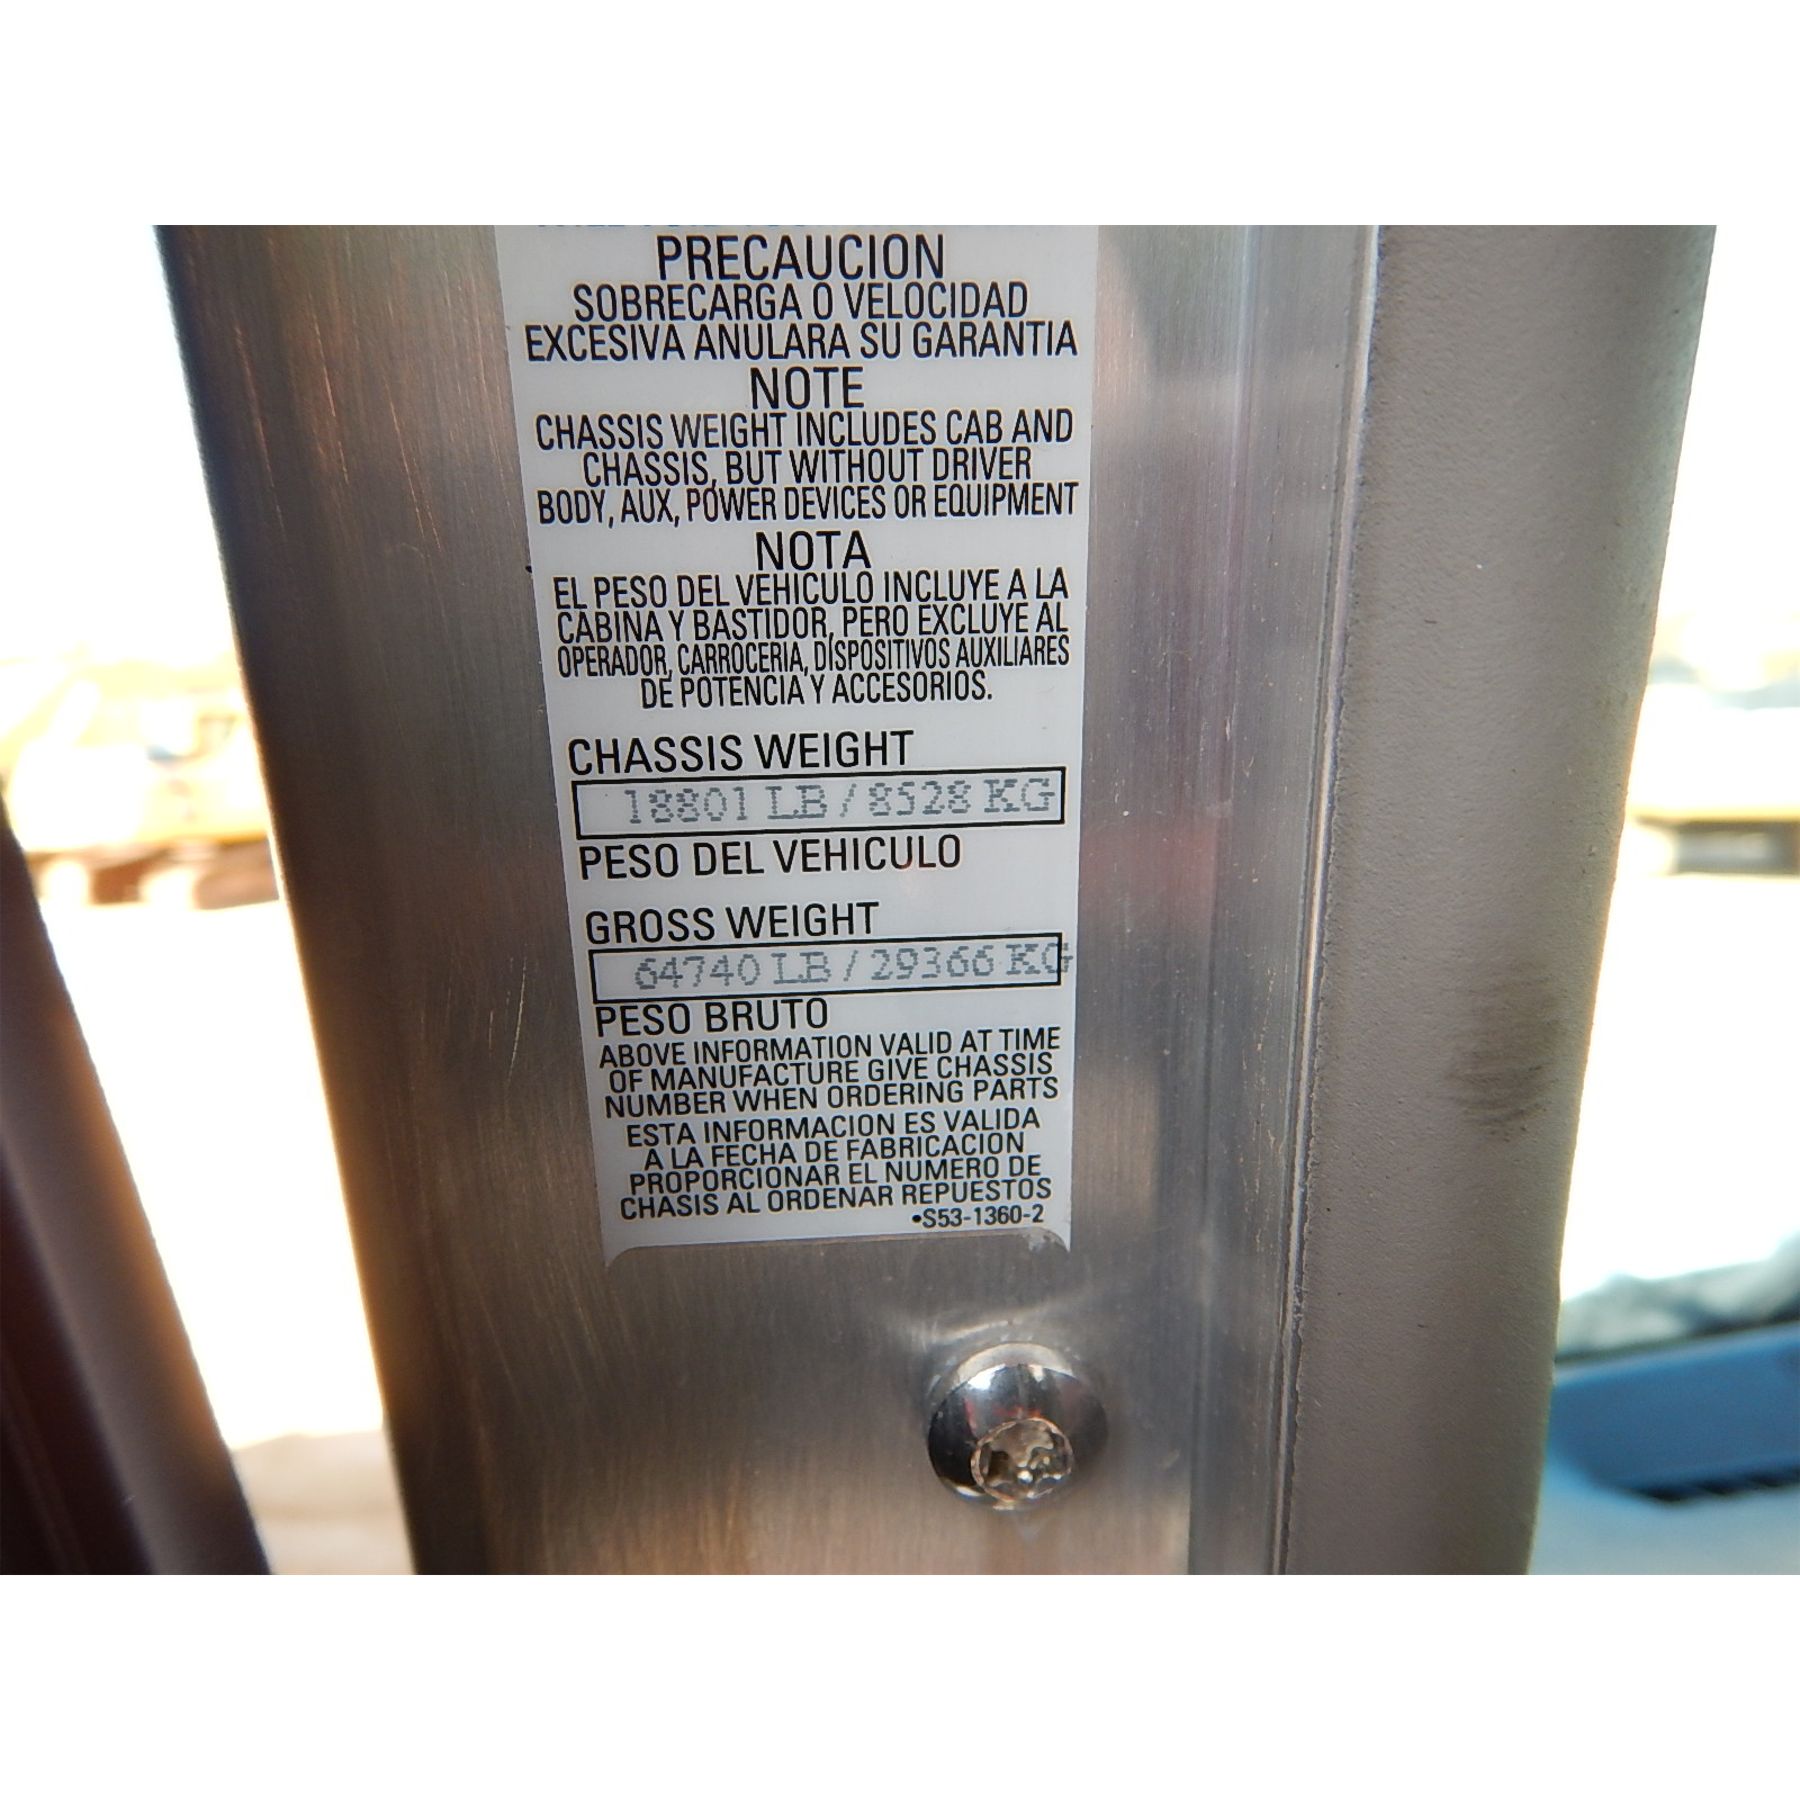 PRECAUCION
SOBRECARGA O VELOCIDAD
EXCESIVA ANULARA SU GARANTIA
NOTE
CHASSIS WEIGHT INCLUDES CAB AND
CHASSIS, BUT WITHOUT DRIVER
BODY, AUX, POWER DEVICES OR EQUIPMENT
NOTA
EL PESO DEL VEHICULO INCLUYE A LA
CABINA Y BASTIDOR, PERO EXCLUYE AL
OPERADOR, CARROCERIA, DISPOSITIVOS AUXILIARES
DE POTENCIA Y ACCESORIOS.
CHASSIS WEIGHT
18801 LB / 8528 KG
PESO DEL VEHICULO
GROSS WEIGHT
64740 LB / 29366 KG
PESO BRUTO
ABOVE INFORMATION VALID AT TIME
OF MANUFACTURE GIVE CHASSIS
NUMBER WHEN ORDERING PARTS
ESTA INFORMACION ES VALIDA
A LA FECHA DE FABRICACION
PROPORCIONAR EL NUMERO DE
CHASIS AL ORDENAR REPUESTOS
•S53-1360-2